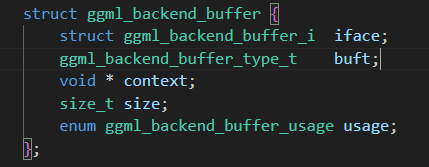 struct ggml_backend_buffer {
    struct ggml_backend_buffer_i  iface;
    ggml_backend_buffer_type_t    buft;
    void * context;
    size_t size;
    enum ggml_backend_buffer_usage usage;
};